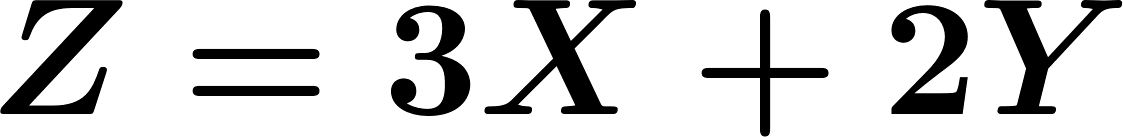 Z = 3X + 2Y